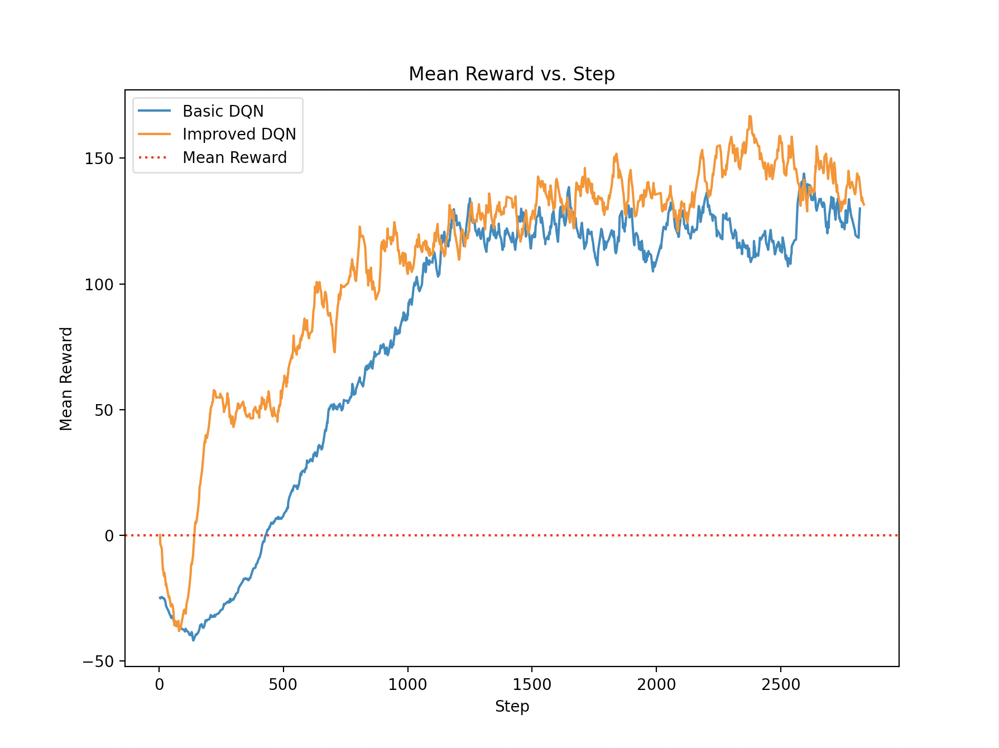 Mean Reward vs. Step
Basic DQN
Improved DQN
Mean Reward
150
100
50
0
−50
Mean Reward
0 500 1000 1500 2000 2500
Step